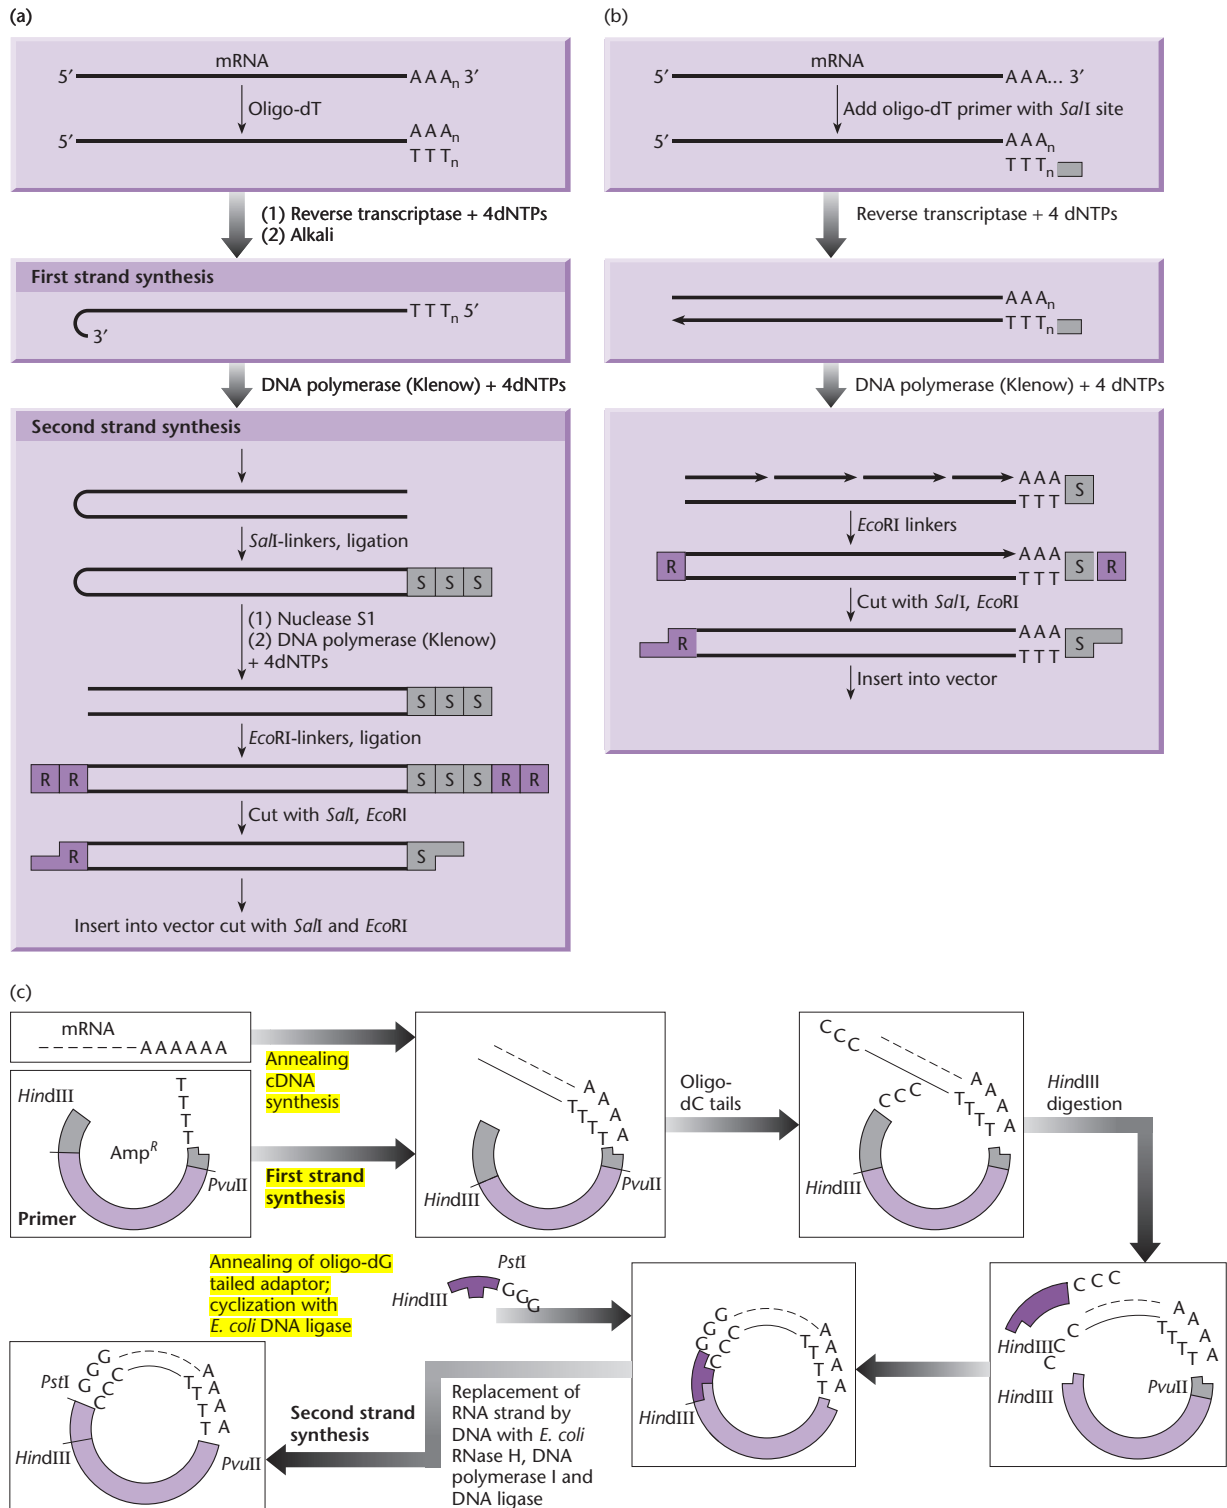 (a)
mRNA
5′ AAAn 3′
Oligo-dT
5′ AAAn
TTTn
(1) Reverse transcriptase + 4dNTPs
(2) Alkali
First strand synthesis
TTTn 5′
3′
DNA polymerase (Klenow) + 4dNTPs
Second strand synthesis
SalI-linkers, ligation
S S S
(1) Nuclease S1
(2) DNA polymerase (Klenow)
+ 4dNTPs
S S S
EcoRI-linkers, ligation
R R S S S R R
Cut with SalI, EcoRI
R S
Insert into vector cut with SalI and EcoRI
(b)
mRNA
5′ AAA... 3′
Add oligo-dT primer with SalI site
5′ AAAn
TTTn
Reverse transcriptase + 4 dNTPs
AAAn
TTTn
DNA polymerase (Klenow) + 4 dNTPs
AAA
TTT
S
EcoRI linkers
AAA
R S R
TTT
Cut with SalI, EcoRI
AAA
R S
TTT
Insert into vector
(c)
mRNA
AAAAAA
HindIII
TTTT
AmpR
PvuII
Primer
Annealing
cDNA
synthesis
First strand
synthesis
AAAA
TTTT
HindIII
PvuII
Oligo-
dC tails
CCC
CCC
AAAA
TTTT
HindIII
HindIII
digestion
CCC
HindIII
CCC
AAAA
TTTT
HindIII
PvuII
Annealing of oligo-dG
tailed adaptor;
cyclization with
E. coli DNA ligase
PstI
HindIII
GGG
GGG
CCC
AAAA
TTTT
HindIII
Replacement of
RNA strand by
DNA with E. coli
RNase H, DNA
polymerase I and
DNA ligase
Second strand
synthesis
GGG
CCC
AAAA
TTTT
PstI
HindIII
PvuII